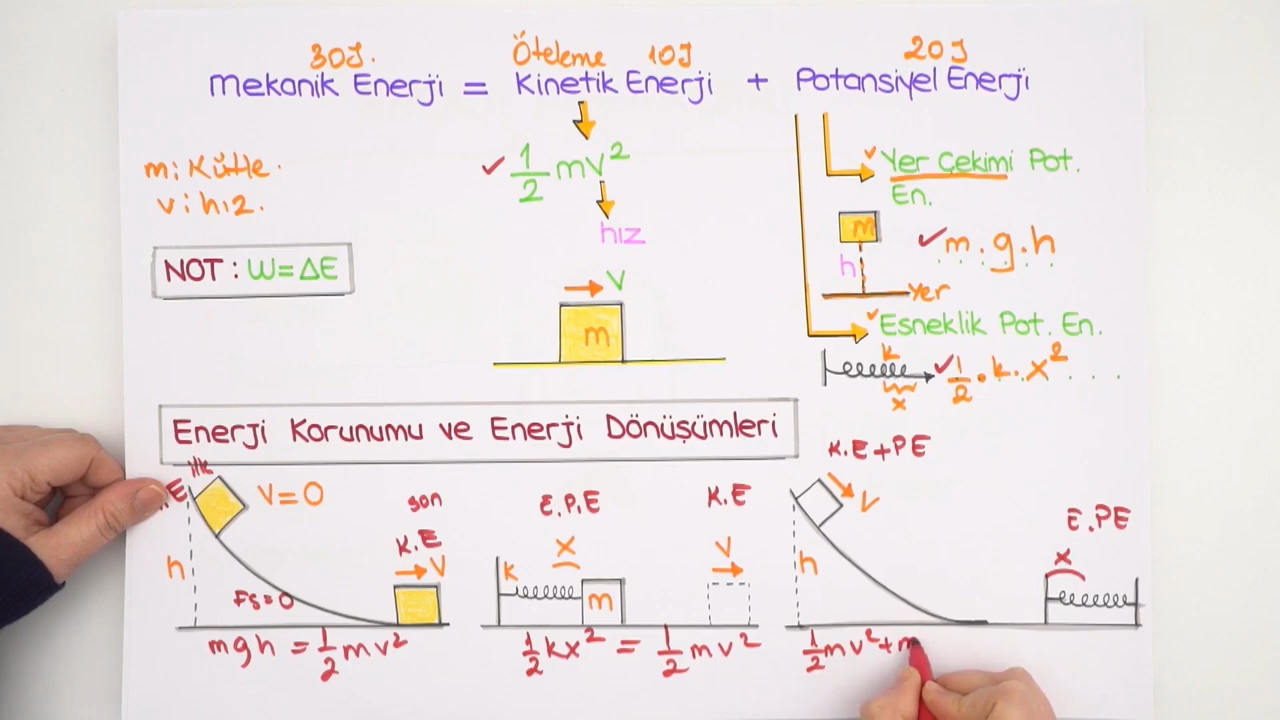 30J. Öteleme 10J 20J
Mekanik Enerji = Kinetik Enerji + Potansiyel Enerji
m: Kütle.
v: hız.
1/2 mv²
hız
NOT: W=ΔE
v
m
Yer Çekimi Pot.
En.
m
h
m.g.h
Yer
Esneklik Pot. En.
k
x
1/2 . k . x²
Enerji Korunumu ve Enerji Dönüşümleri
ilk
V=0
h
Fs=0
son
K.E
V
mgh = 1/2 mv²
E.P.E
K.E
x
k
m
V
1/2 kx² = 1/2 mv²
K.E+PE
V
h
E.PE
x
1/2 mv²+m